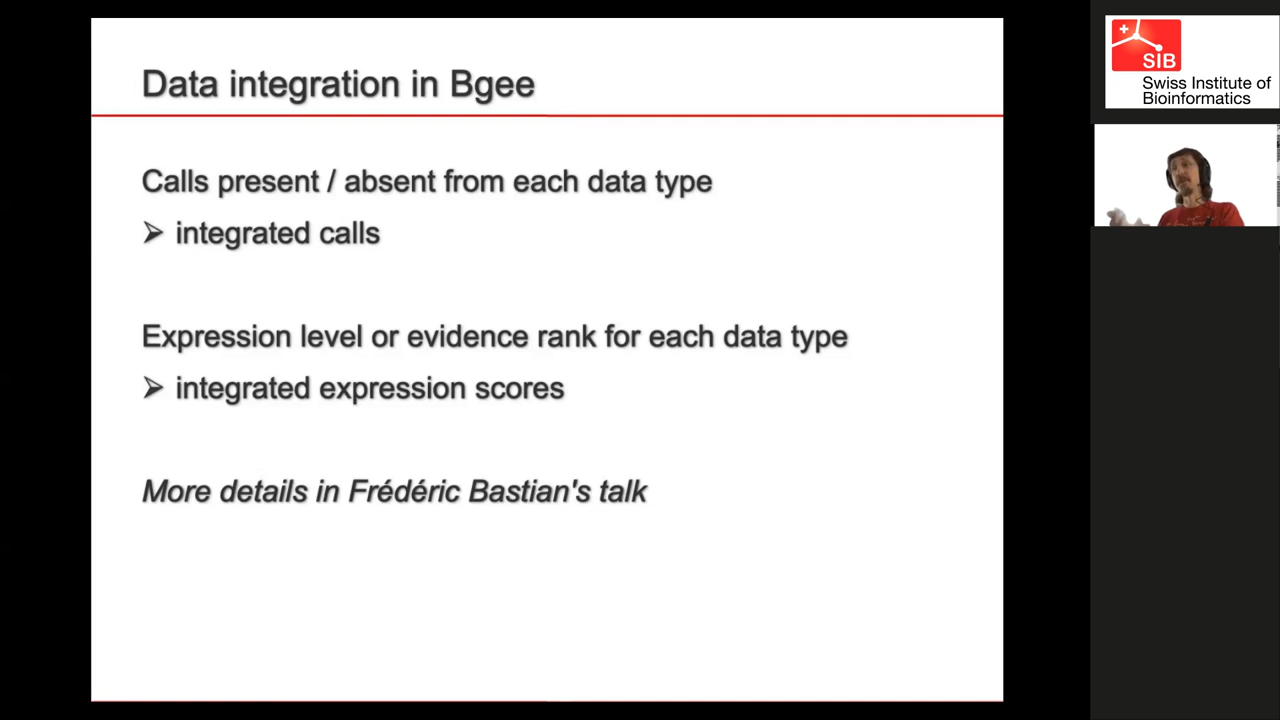 Data integration in Bgee
Calls present / absent from each data type
➢ integrated calls
Expression level or evidence rank for each data type
➢ integrated expression scores
More details in Frédéric Bastian's talk
SIB
Swiss Institute of
Bioinformatics